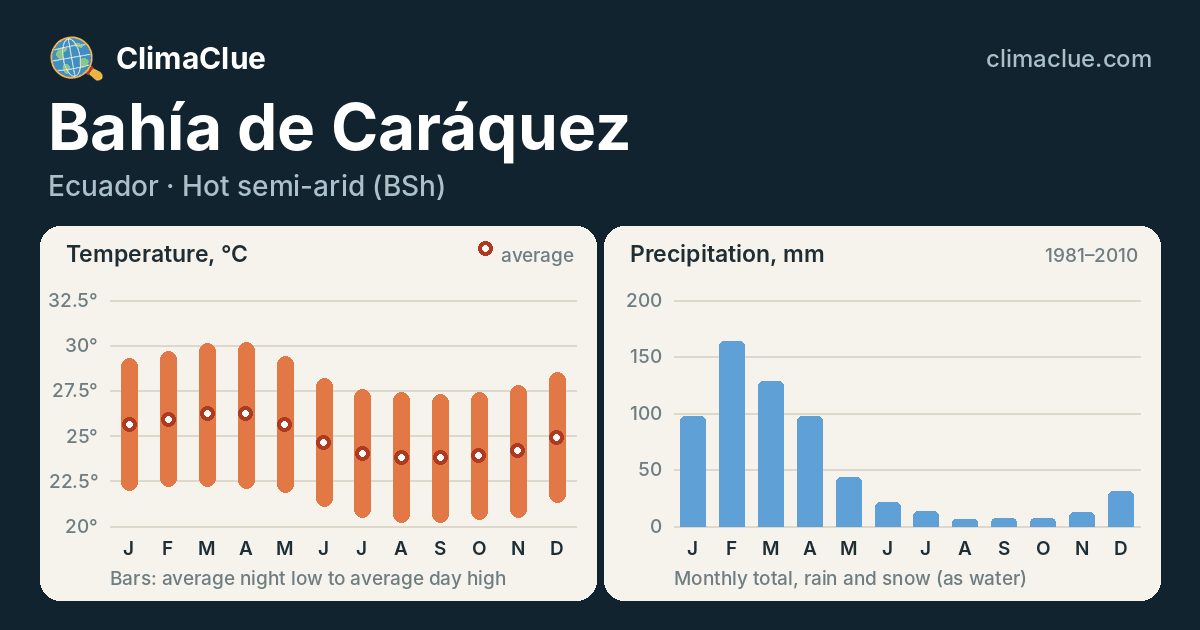 ClimaClue
climaclue.com
Bahía de Caráquez
Ecuador · Hot semi-arid (BSh)
Temperature, °C
average
32.5°
30°
27.5°
25°
22.5°
20°
J F M A M J J A S O N D
Bars: average night low to average day high
Precipitation, mm
1981–2010
200
150
100
50
0
J F M A M J J A S O N D
Monthly total, rain and snow (as water)